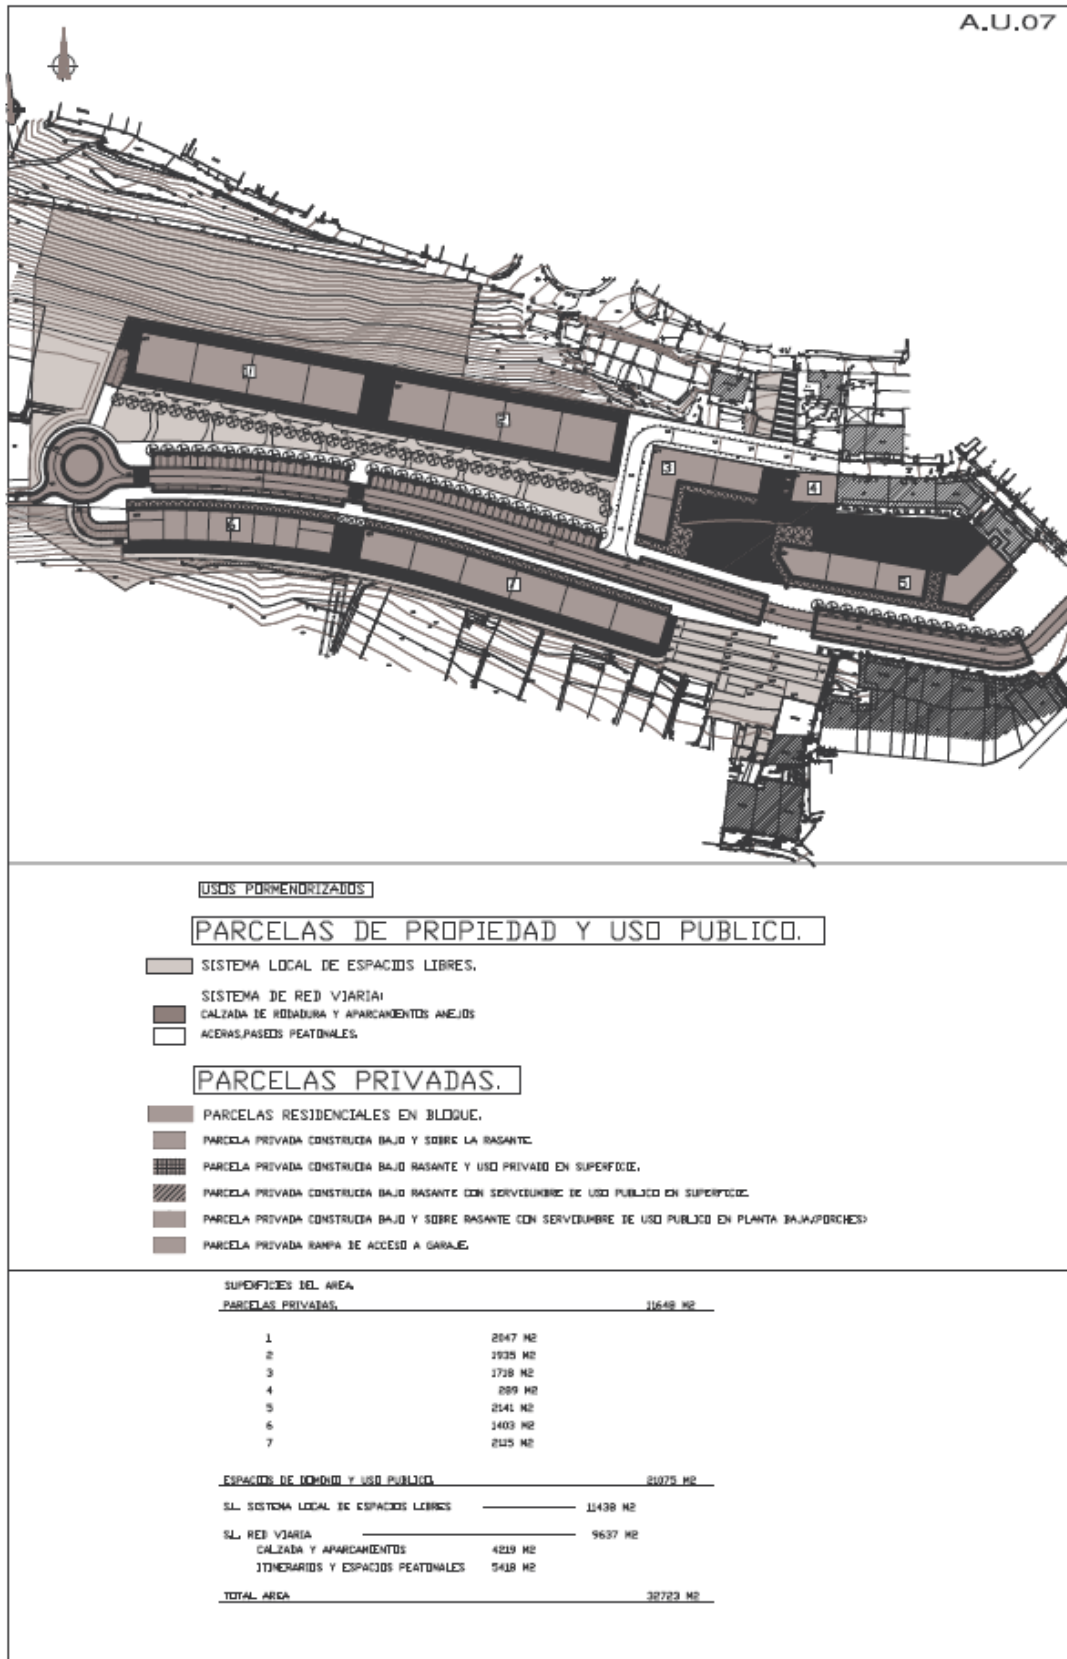 A.U.07
1
2
3
4
5
6
7
USOS PORMENORIZADOS
PARCELAS DE PROPIEDAD Y USO PUBLICO.
SISTEMA LOCAL DE ESPACIOS LIBRES.
SISTEMA DE RED VIARIA:
CALZADA DE RODADURA Y APARCAMIENTOS ANEJOS
ACERAS,PASEOS PEATONALES.
PARCELAS PRIVADAS.
PARCELAS RESIDENCIALES EN BLOQUE.
PARCELA PRIVADA CONSTRUIDA BAJO Y SOBRE LA RASANTE.
PARCELA PRIVADA CONSTRUIDA BAJO RASANTE Y USO PRIVADO EN SUPERFICIE.
PARCELA PRIVADA CONSTRUIDA BAJO RASANTE CON SERVIDUMBRE DE USO PUBLICO EN SUPERFICIE.
PARCELA PRIVADA CONSTRUIDA BAJO Y SOBRE RASANTE CON SERVIDUMBRE DE USO PUBLICO EN PLANTA BAJA(PORCHES)
PARCELA PRIVADA RAMPA DE ACCESO A GARAJE.
SUPERFICIES DEL AREA.
PARCELAS PRIVADAS. 11648 M2
1 2047 M2
2 1935 M2
3 1718 M2
4 289 M2
5 2141 M2
6 1403 M2
7 2115 M2
ESPACIOS DE DOMINIO Y USO PUBLICO. 21075 M2
S.L. SISTEMA LOCAL DE ESPACIOS LIBRES 11438 M2
S.L. RED VIARIA 9637 M2
CALZADA Y APARCAMIENTOS 4219 M2
ITINERARIOS Y ESPACIOS PEATONALES 5418 M2
TOTAL AREA 32723 M2